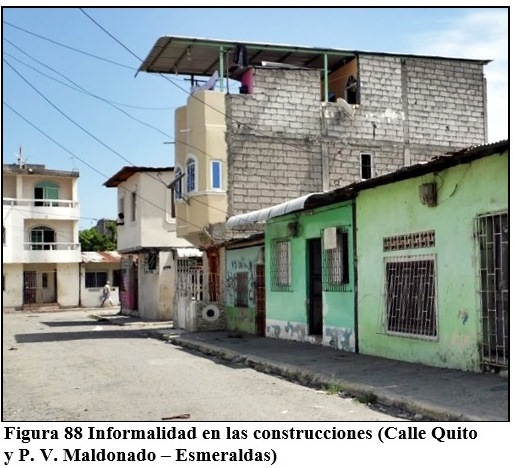 Figura 88 Informalidad en las construcciones (Calle Quito
y P. V. Maldonado – Esmeraldas)